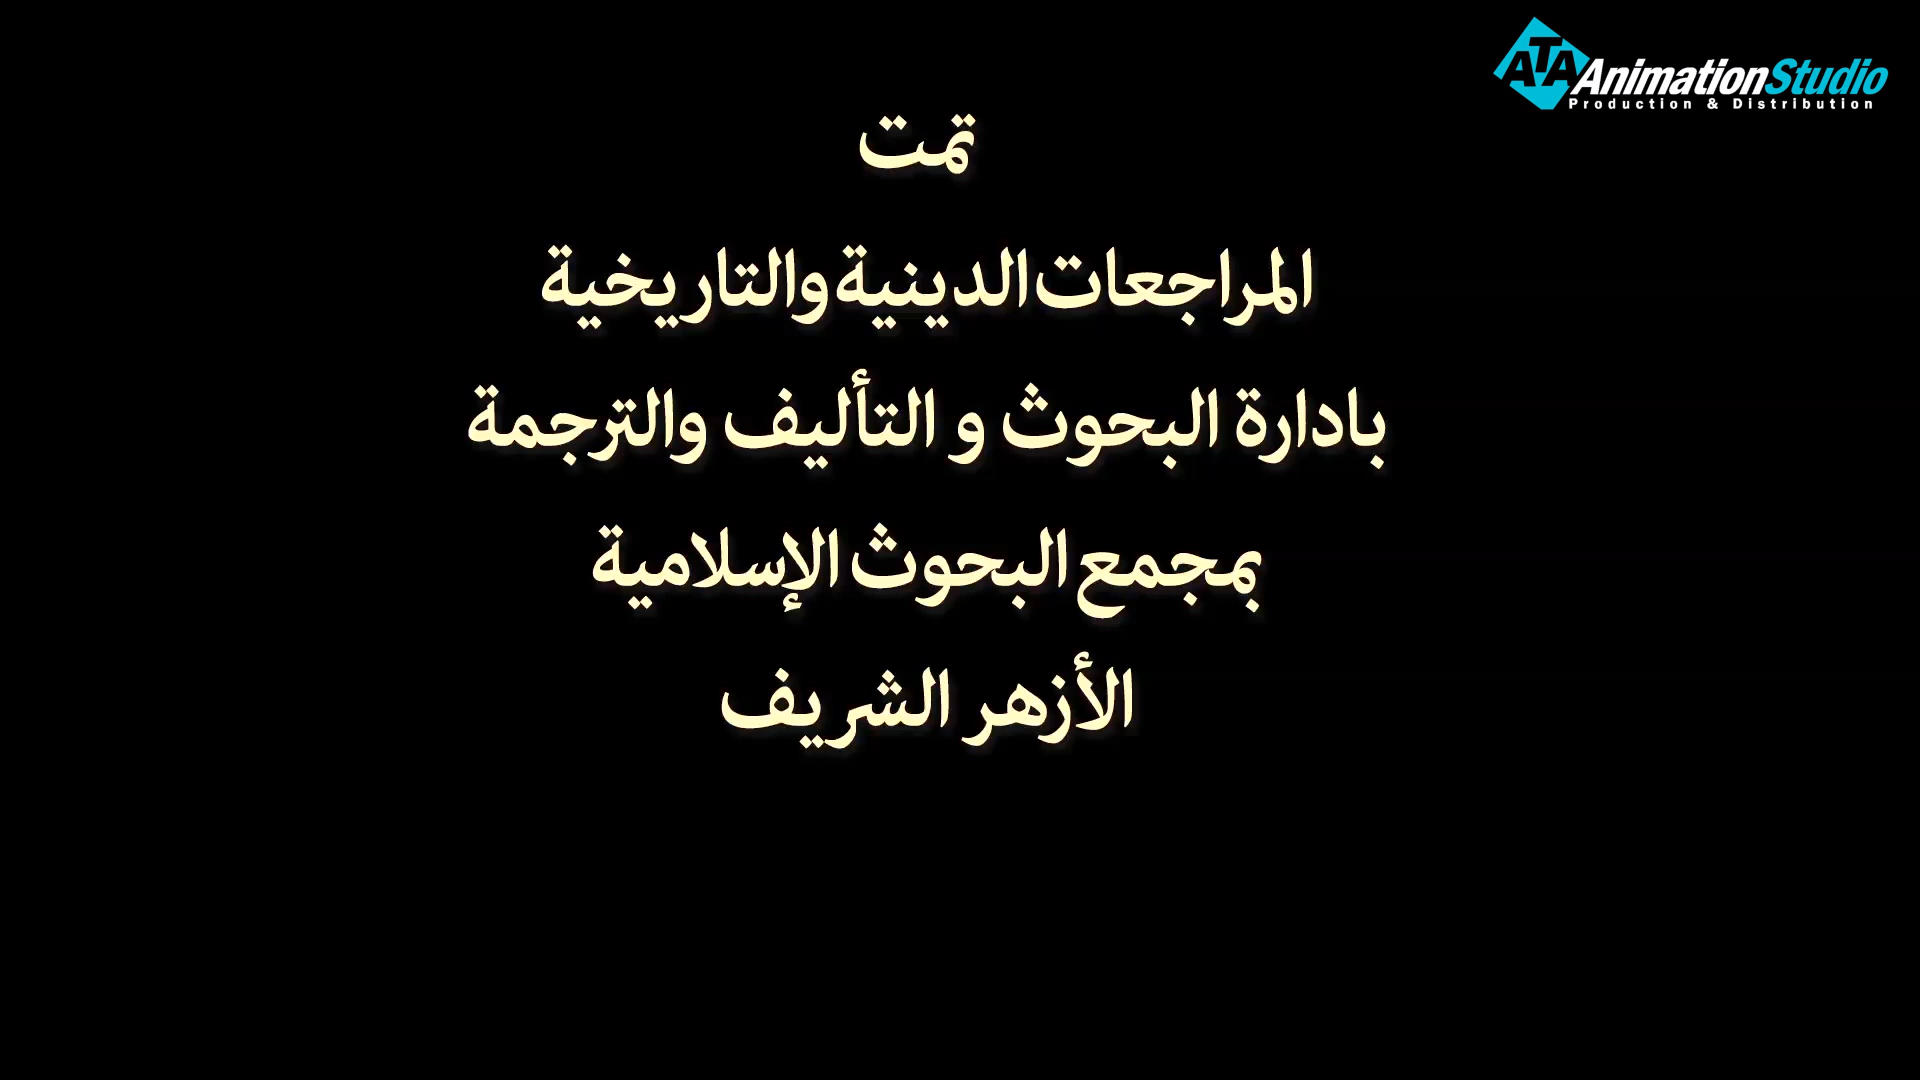 ATA AnimationStudio
Production & Distribution
تمت
المراجعات الدينية والتاريخية
بادارة البحوث و التأليف والترجمة
بمجمع البحوث الإسلامية
الأزهر الشريف